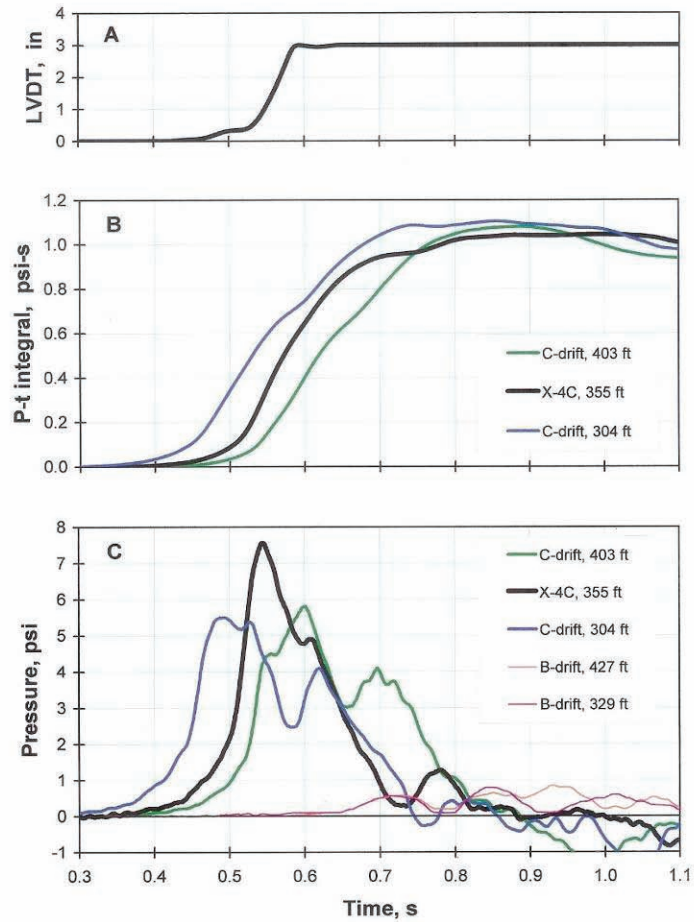 A
LVDT, in
4
3
2
1
0
B
P-t integral, psi-s
1.2
1.0
0.8
0.6
0.4
0.2
0.0
C-drift, 403 ft
X-4C, 355 ft
C-drift, 304 ft
C
Pressure, psi
8
7
6
5
4
3
2
1
0
-1
C-drift, 403 ft
X-4C, 355 ft
C-drift, 304 ft
B-drift, 427 ft
B-drift, 329 ft
0.3 0.4 0.5 0.6 0.7 0.8 0.9 1.0 1.1
Time, s